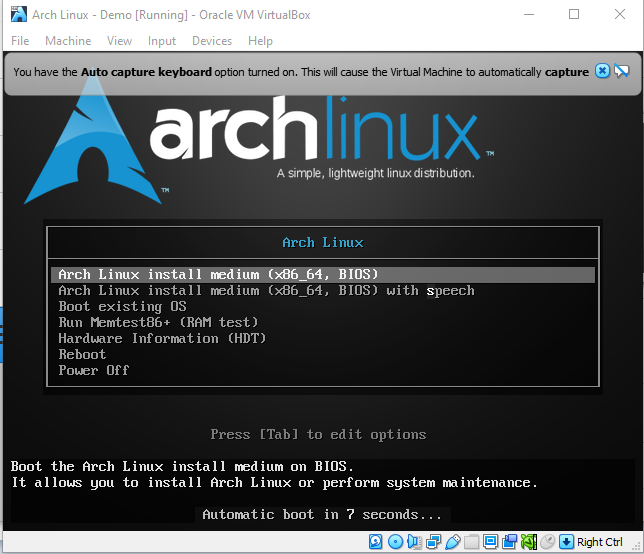 Arch Linux - Demo [Running] - Oracle VM VirtualBox
File Machine View Input Devices Help
You have the Auto capture keyboard option turned on. This will cause the Virtual Machine to automatically capture
archlinux™
A simple, lightweight linux distribution.
™
Arch Linux
Arch Linux install medium (x86_64, BIOS)
Arch Linux install medium (x86_64, BIOS) with speech
Boot existing OS
Run Memtest86+ (RAM test)
Hardware Information (HDT)
Reboot
Power Off
Press [Tab] to edit options
Boot the Arch Linux install medium on BIOS.
It allows you to install Arch Linux or perform system maintenance.
Automatic boot in 7 seconds...
Right Ctrl